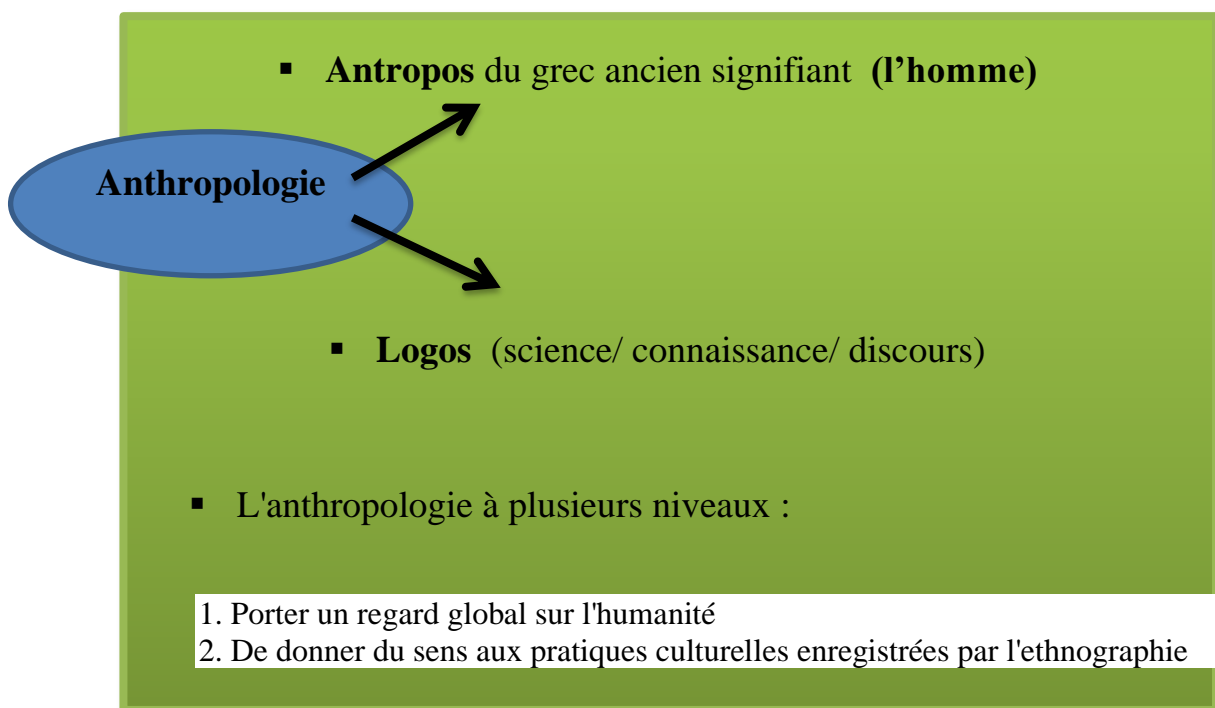 ▪ Antropos du grec ancien signifiant (l’homme)
Anthropologie
▪ Logos (science/ connaissance/ discours)
▪ L'anthropologie à plusieurs niveaux :
1. Porter un regard global sur l'humanité
2. De donner du sens aux pratiques culturelles enregistrées par l'ethnographie